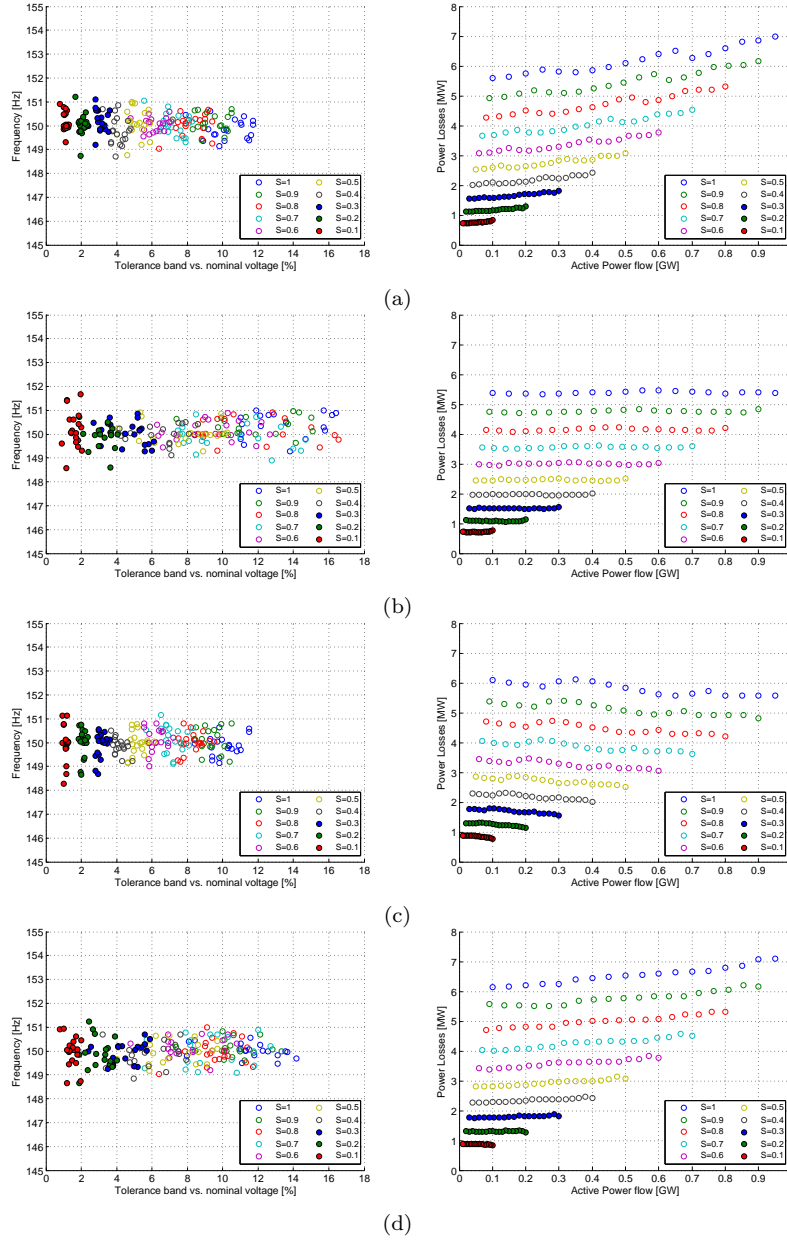 155
154
153
152
151
150
149
148
147
146
145
0 2 4 6 8 10 12 14 16 18
Frequency [Hz]
Tolerance band vs. nominal voltage [%]
S=1 S=0.5
S=0.9 S=0.4
S=0.8 S=0.3
S=0.7 S=0.2
S=0.6 S=0.1
8
7
6
5
4
3
2
1
0
0 0.1 0.2 0.3 0.4 0.5 0.6 0.7 0.8 0.9
Power Losses [MW]
Active Power flow [GW]
S=1 S=0.5
S=0.9 S=0.4
S=0.8 S=0.3
S=0.7 S=0.2
S=0.6 S=0.1
(a)
155
154
153
152
151
150
149
148
147
146
145
0 2 4 6 8 10 12 14 16 18
Frequency [Hz]
Tolerance band vs. nominal voltage [%]
S=1 S=0.5
S=0.9 S=0.4
S=0.8 S=0.3
S=0.7 S=0.2
S=0.6 S=0.1
8
7
6
5
4
3
2
1
0
0 0.1 0.2 0.3 0.4 0.5 0.6 0.7 0.8 0.9
Power Losses [MW]
Active Power flow [GW]
S=1 S=0.5
S=0.9 S=0.4
S=0.8 S=0.3
S=0.7 S=0.2
S=0.6 S=0.1
(b)
155
154
153
152
151
150
149
148
147
146
145
0 2 4 6 8 10 12 14 16 18
Frequency [Hz]
Tolerance band vs. nominal voltage [%]
S=1 S=0.5
S=0.9 S=0.4
S=0.8 S=0.3
S=0.7 S=0.2
S=0.6 S=0.1
8
7
6
5
4
3
2
1
0
0 0.1 0.2 0.3 0.4 0.5 0.6 0.7 0.8 0.9
Power Losses [MW]
Active Power flow [GW]
S=1 S=0.5
S=0.9 S=0.4
S=0.8 S=0.3
S=0.7 S=0.2
S=0.6 S=0.1
(c)
155
154
153
152
151
150
149
148
147
146
145
0 2 4 6 8 10 12 14 16 18
Frequency [Hz]
Tolerance band vs. nominal voltage [%]
S=1 S=0.5
S=0.9 S=0.4
S=0.8 S=0.3
S=0.7 S=0.2
S=0.6 S=0.1
8
7
6
5
4
3
2
1
0
0 0.1 0.2 0.3 0.4 0.5 0.6 0.7 0.8 0.9
Power Losses [MW]
Active Power flow [GW]
S=1 S=0.5
S=0.9 S=0.4
S=0.8 S=0.3
S=0.7 S=0.2
S=0.6 S=0.1
(d)